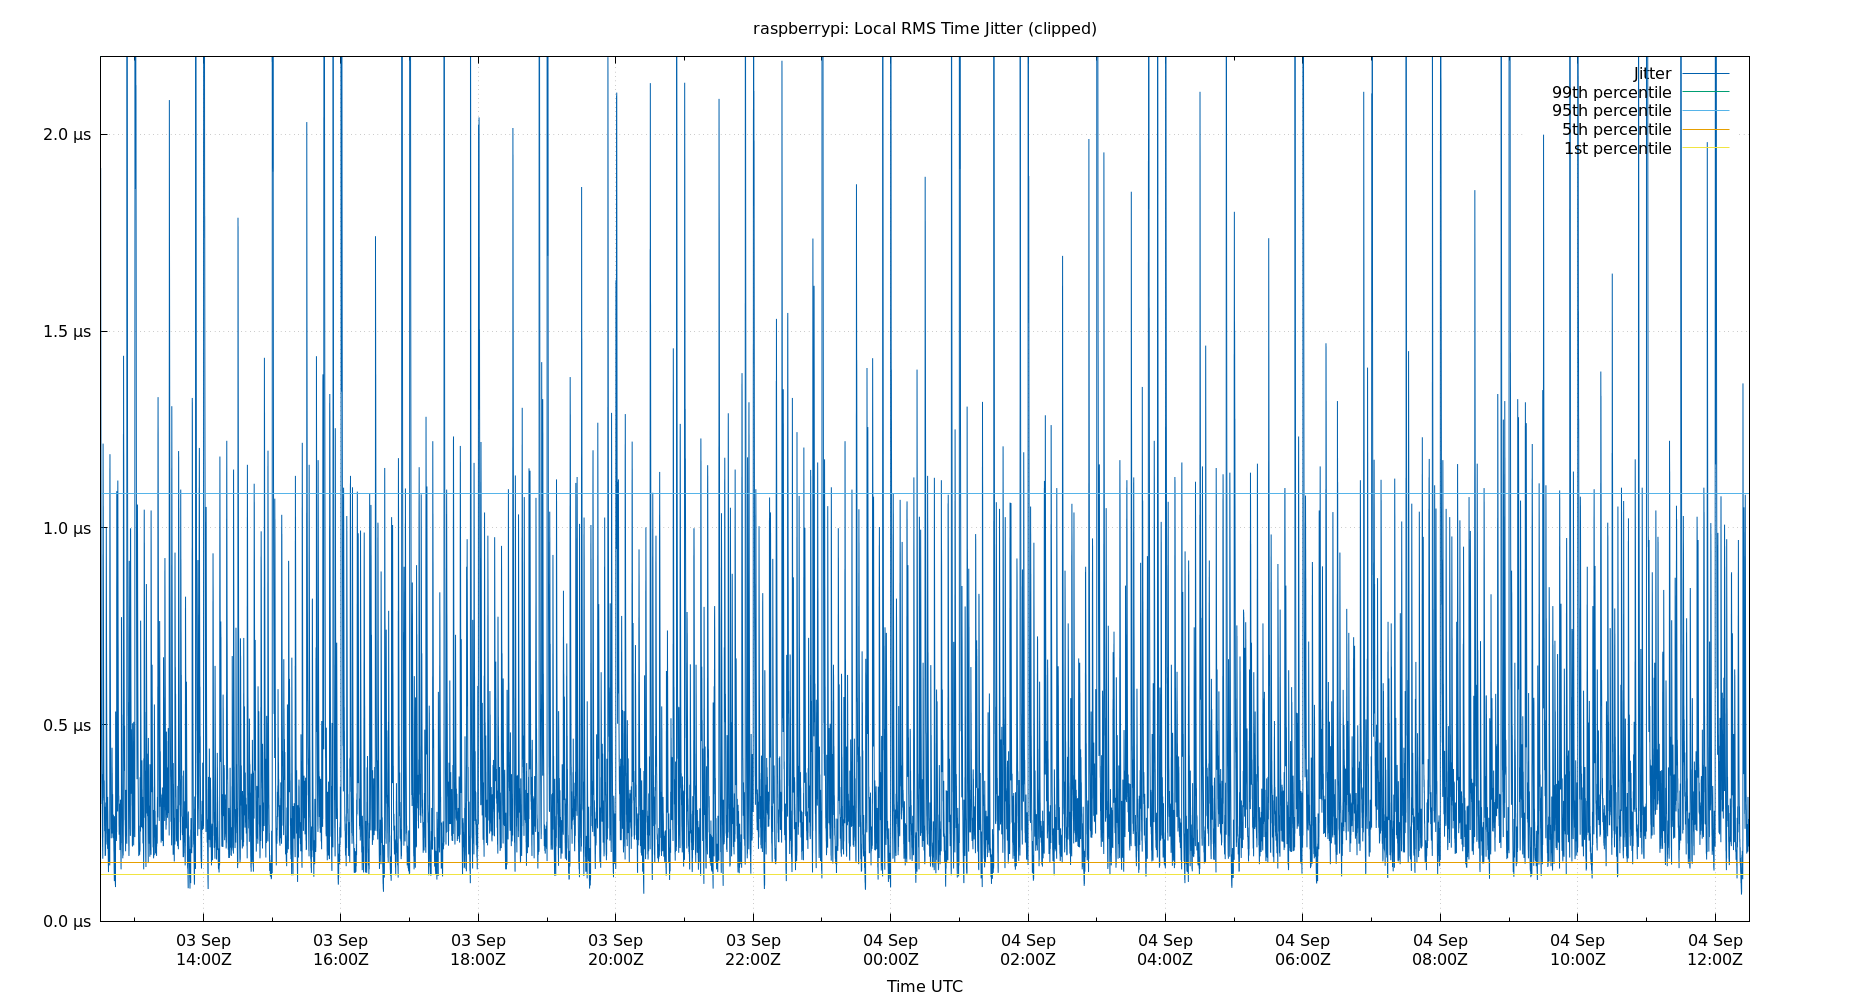 raspberrypi: Local RMS Time Jitter (clipped)
Jitter
99th percentile
95th percentile
5th percentile
1st percentile
2.0 µs
1.5 µs
1.0 µs
0.5 µs
0.0 µs
03 Sep 03 Sep 03 Sep 03 Sep 03 Sep 04 Sep 04 Sep 04 Sep 04 Sep 04 Sep 04 Sep 04 Sep
14:00Z 16:00Z 18:00Z 20:00Z 22:00Z 00:00Z 02:00Z 04:00Z 06:00Z 08:00Z 10:00Z 12:00Z
Time UTC